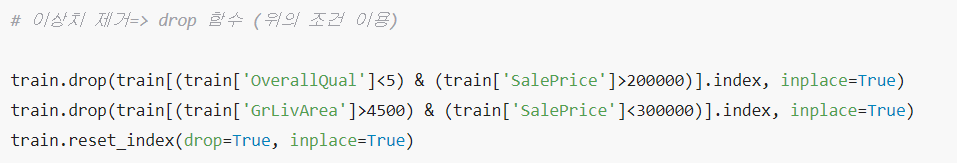 # 이상치 제거=> drop 함수 (위의 조건 이용)
train.drop(train[(train['OverallQual']<5) & (train['SalePrice']>200000)].index, inplace=True)
train.drop(train[(train['GrLivArea']>4500) & (train['SalePrice']<300000)].index, inplace=True)
train.reset_index(drop=True, inplace=True)